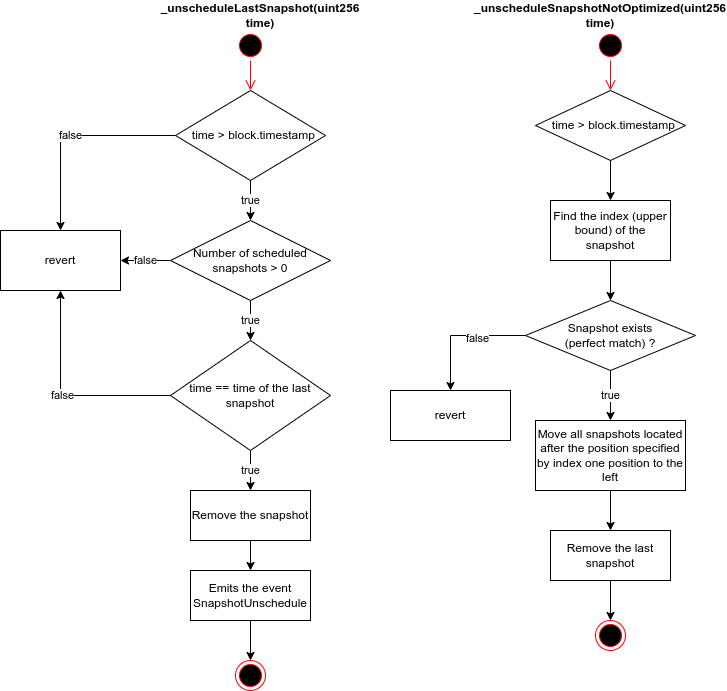 _unscheduleLastSnapshot(uint256
time)
time > block.timestamp
false
true
Number of scheduled
snapshots > 0
false
revert
true
time == time of the last
snapshot
false
true
Remove the snapshot
Emits the event
SnapshotUnschedule
_unscheduleSnapshotNotOptimized(uint256
time)
time > block.timestamp
Find the index (upper
bound) of the
snapshot
Snapshot exists
(perfect match) ?
false
revert
true
Move all snapshots located
after the position specified
by index one position to the
left
Remove the last
snapshot